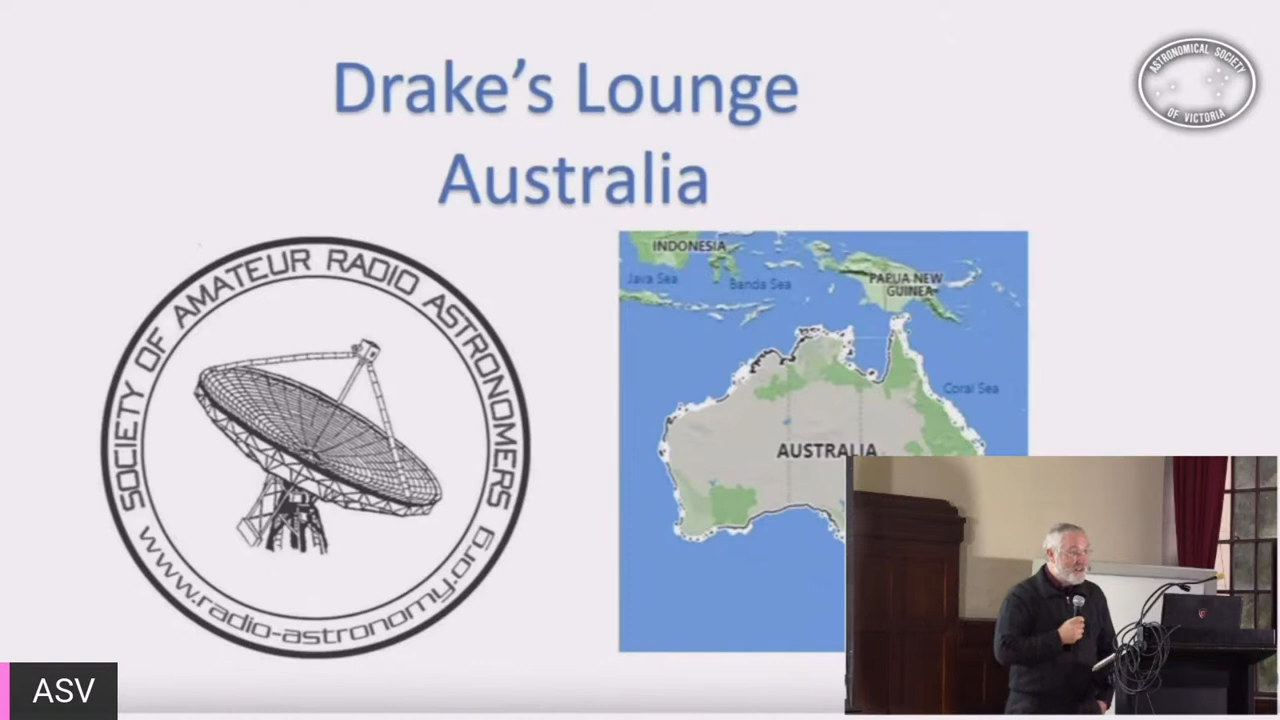 Drake's Lounge
Australia
ASTRONOMICAL SOCIETY
OF VICTORIA
SOCIETY OF AMATEUR RADIO ASTRONOMERS
www.radio-astronomy.org
INDONESIA
Java Sea
Banda Sea
PAPUA NEW
GUINEA
Coral Sea
AUSTRALIA
ASV